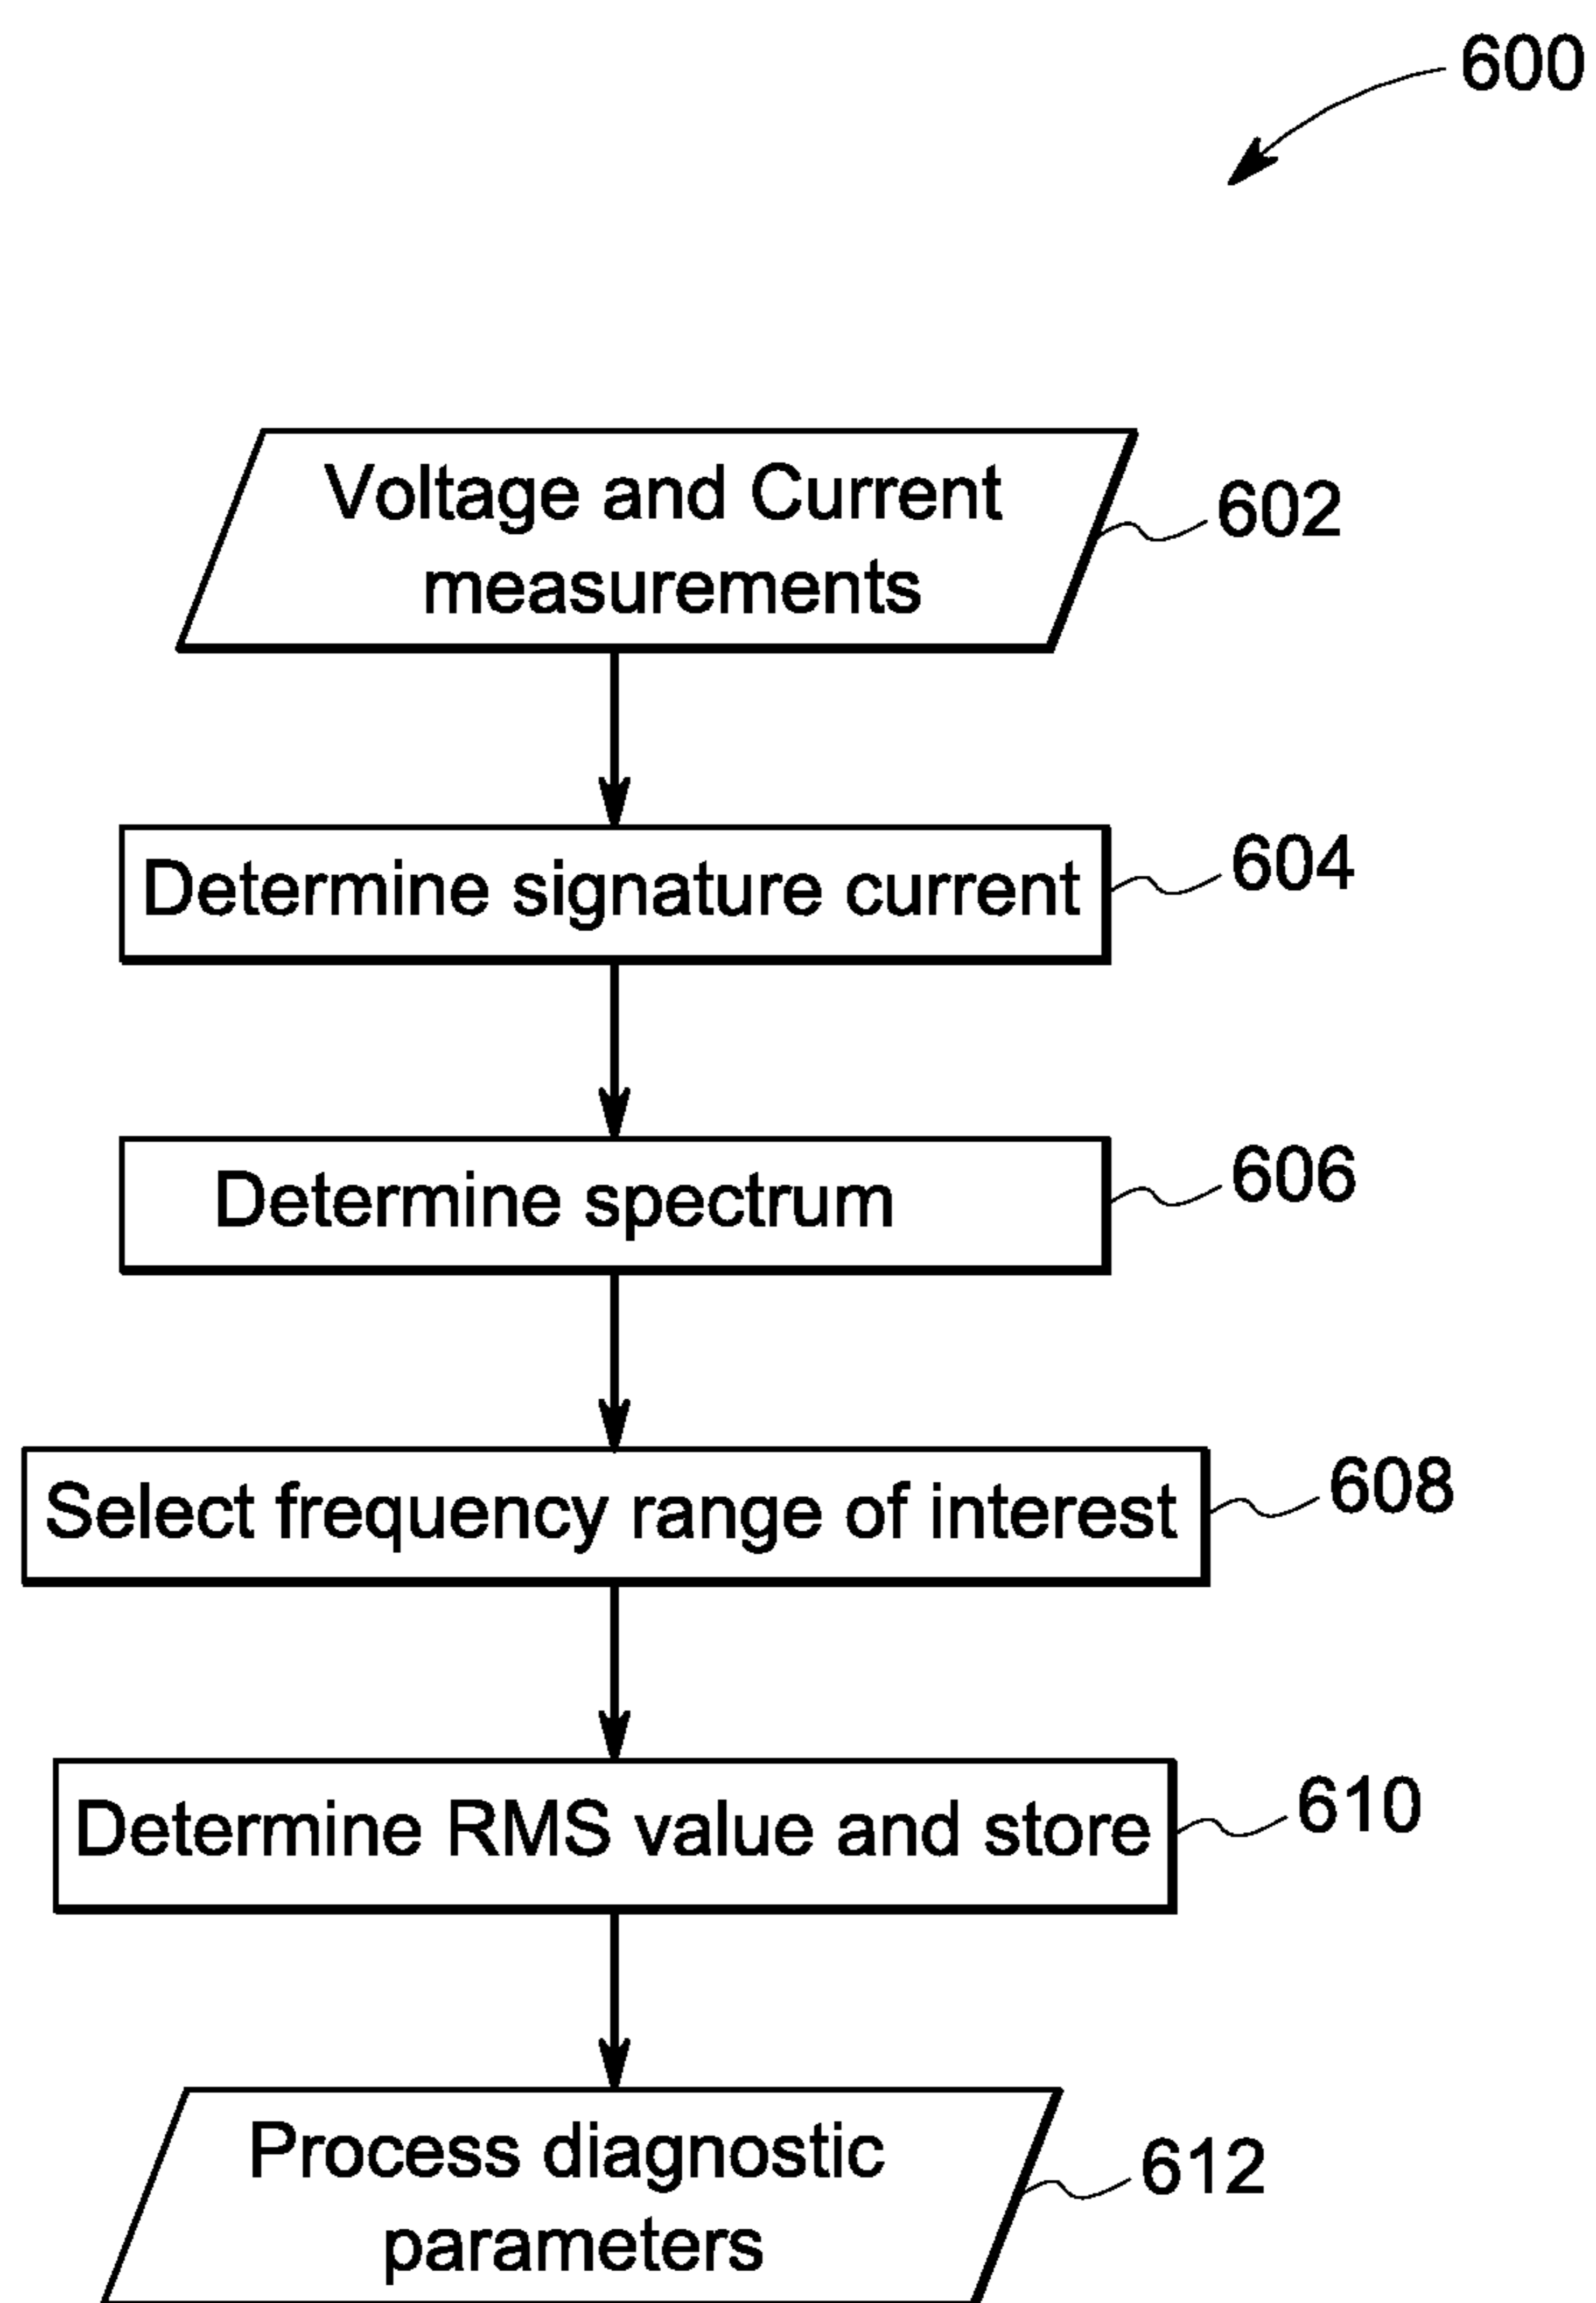 600
Voltage and Current
measurements
602
Determine signature current
604
Determine spectrum
606
Select frequency range of interest
608
Determine RMS value and store
610
Process diagnostic
parameters
612